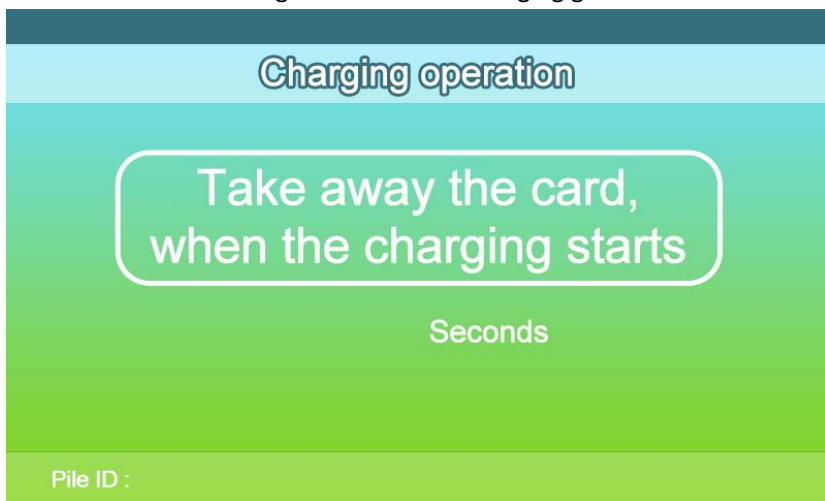 Charging operation
Take away the card,
when the charging starts
Seconds
Pile ID :